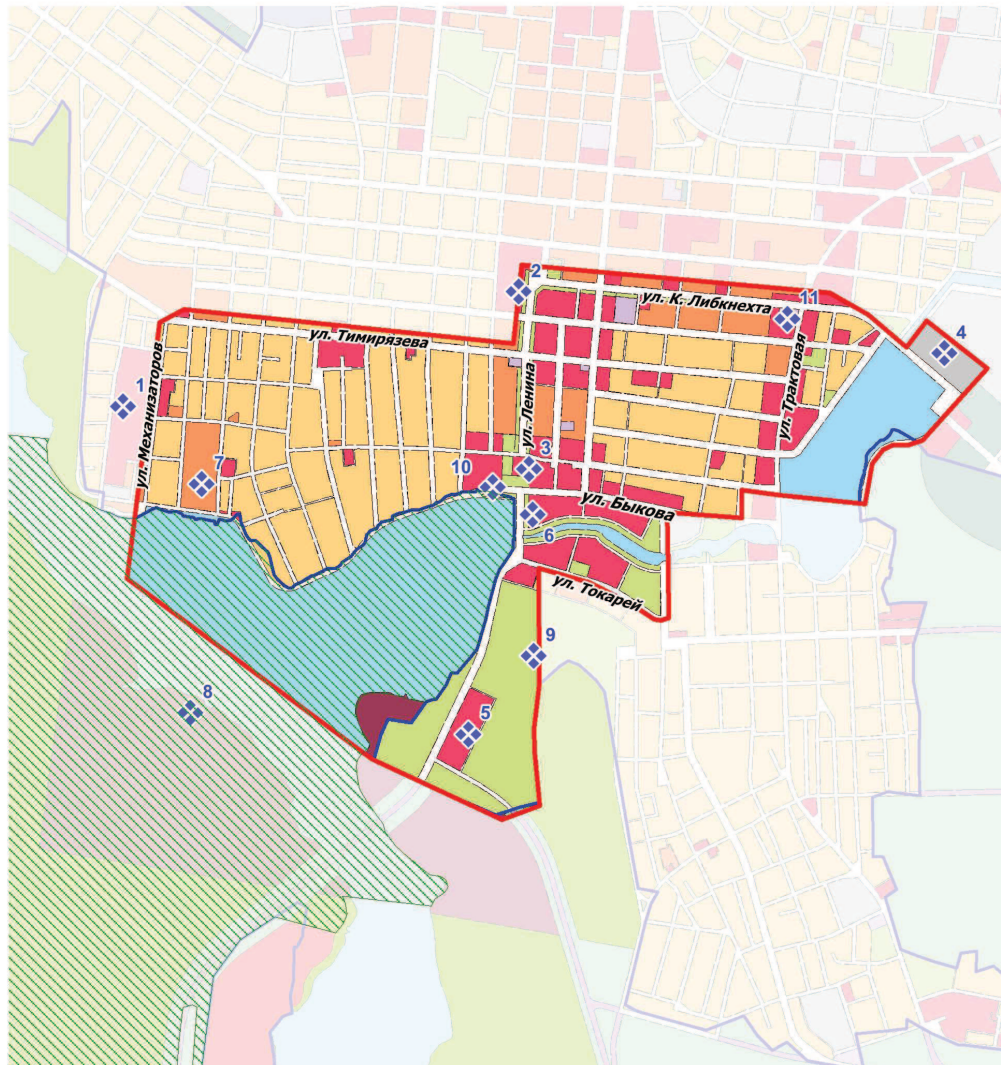 2
ул. К. Либкнехта
11
ул. Тимирязева
4
1
ул. Механизаторов
ул. Ленина
ул. Трактовая
3
7
10
ул. Быкова
6
ул. Токарей
9
8
5